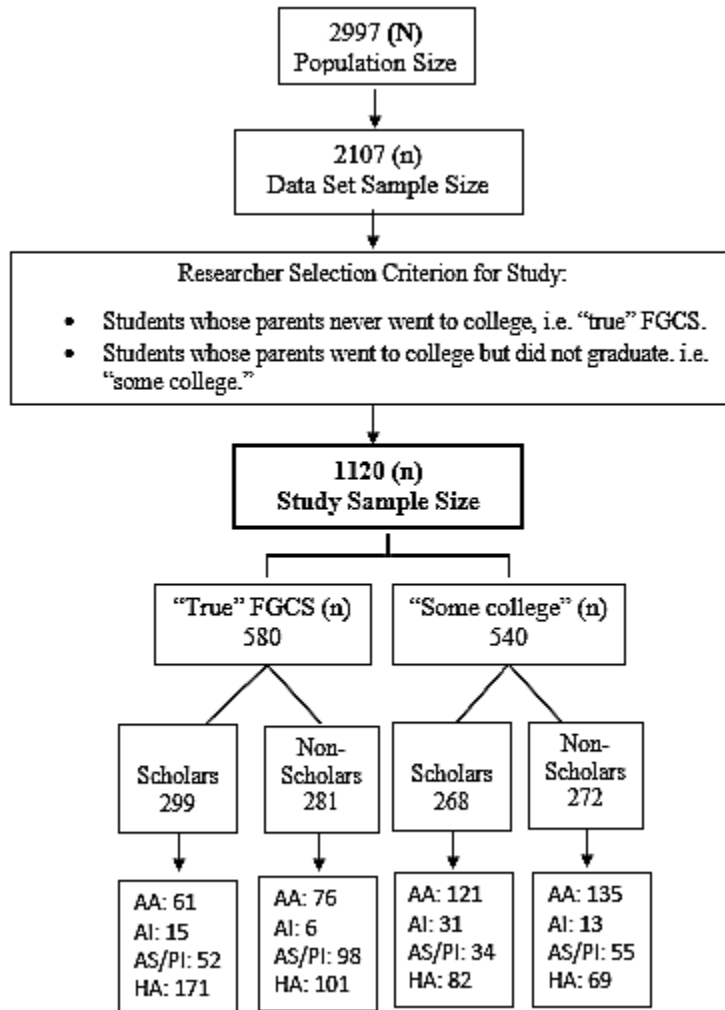 2997 (N)
Population Size
2107 (n)
Data Set Sample Size
Researcher Selection Criterion for Study:
• Students whose parents never went to college, i.e. “true” FGCS.
• Students whose parents went to college but did not graduate. i.e.
“some college.”
1120 (n)
Study Sample Size
“True” FGCS (n)
580
“Some college” (n)
540
Scholars
299
Non-
Scholars
281
Scholars
268
Non-
Scholars
272
AA: 61
AI: 15
AS/PI: 52
HA: 171
AA: 76
AI: 6
AS/PI: 98
HA: 101
AA: 121
AI: 31
AS/PI: 34
HA: 82
AA: 135
AI: 13
AS/PI: 55
HA: 69